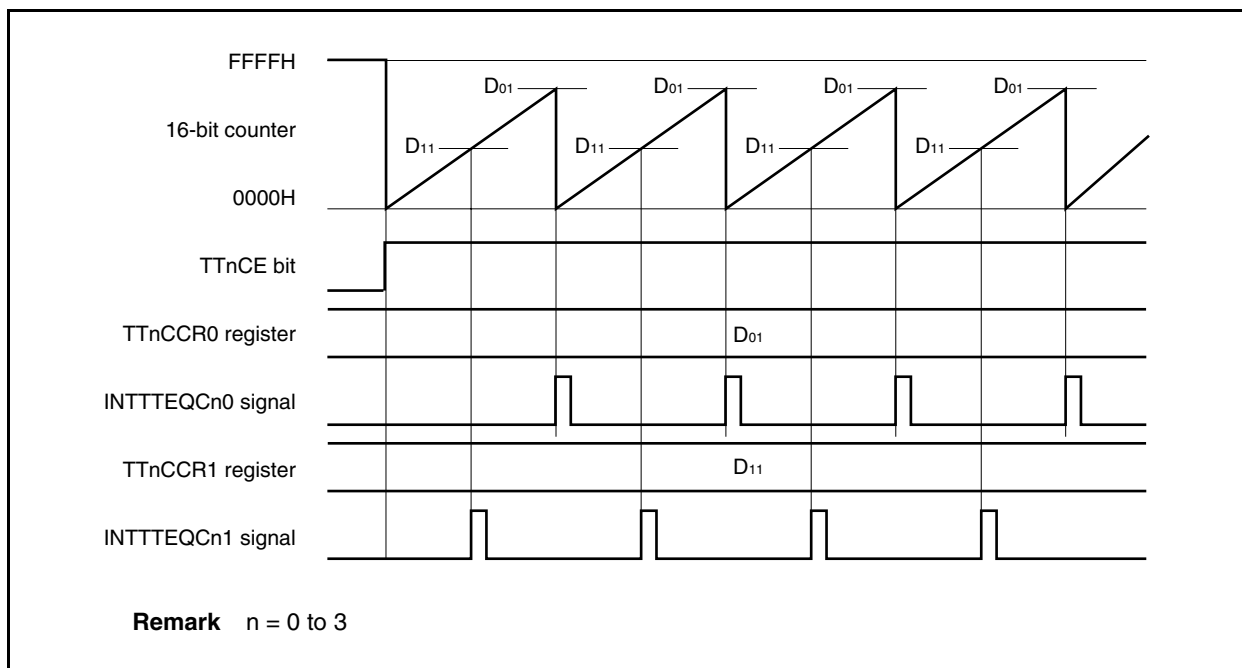 FFFFH
D01 D01 D01 D01
16-bit counter
D11 D11 D11 D11
0000H
TTnCE bit
TTnCCR0 register
D01
INTTTEQCn0 signal
TTnCCR1 register
D11
INTTTEQCn1 signal
Remark n = 0 to 3